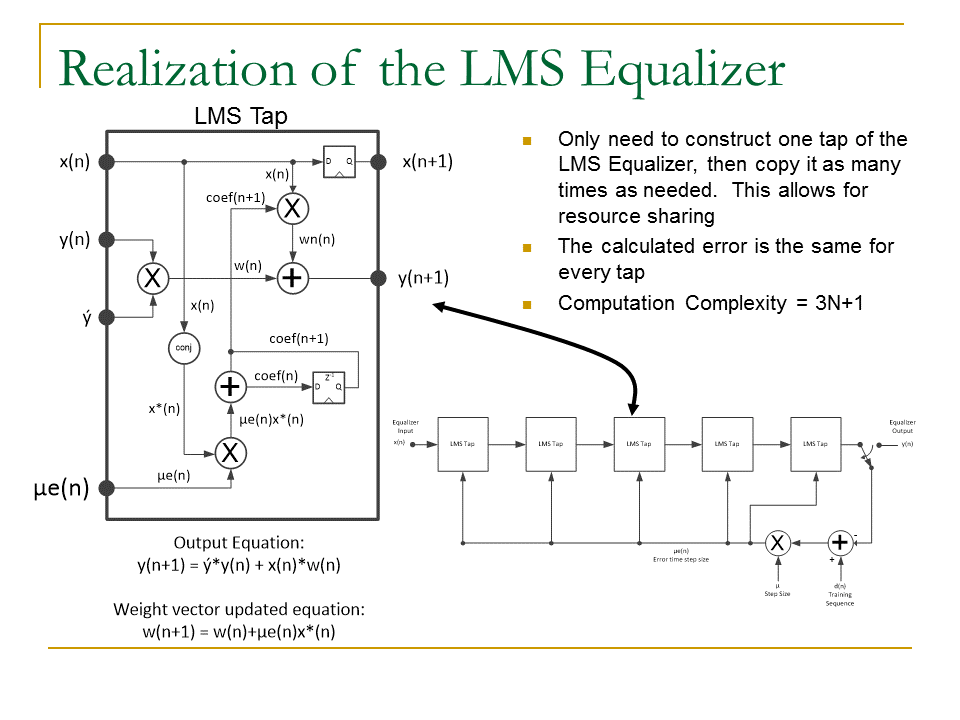 Realization of the LMS Equalizer
LMS Tap
x(n)
D Q
x(n+1)
x(n)
coef(n+1)
X
y(n)
wn(n)
X
w(n)
+
y(n+1)
ý
x(n)
conj
coef(n+1)
+
coef(n)
Z-1
D Q
x*(n)
µe(n)x*(n)
X
µe(n)
µe(n)
Output Equation:
y(n+1) = ý*y(n) + x(n)*w(n)
Weight vector updated equation:
w(n+1) = w(n)+µe(n)x*(n)
Only need to construct one tap of the
LMS Equalizer, then copy it as many
times as needed. This allows for
resource sharing
The calculated error is the same for
every tap
Computation Complexity = 3N+1
Equalizer
Input
x(n)
LMS Tap
LMS Tap
LMS Tap
LMS Tap
LMS Tap
Equalizer
Output
y(n)
µe(n)
Error time step size
X
+
-
+
µ
Step Size
d(n)
Training
Sequence